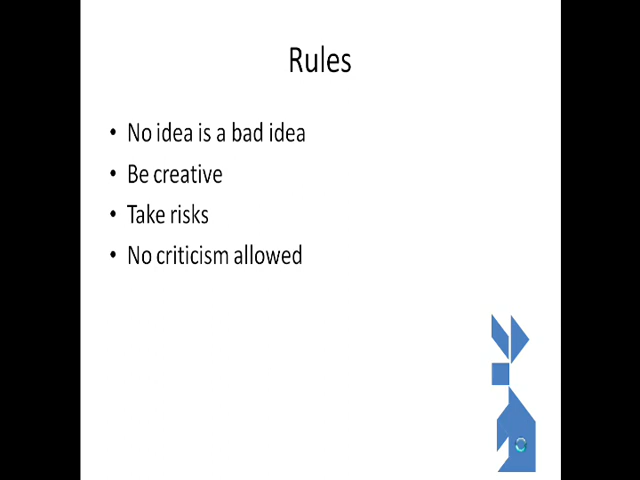 Rules
• No idea is a bad idea
• Be creative
• Take risks
• No criticism allowed